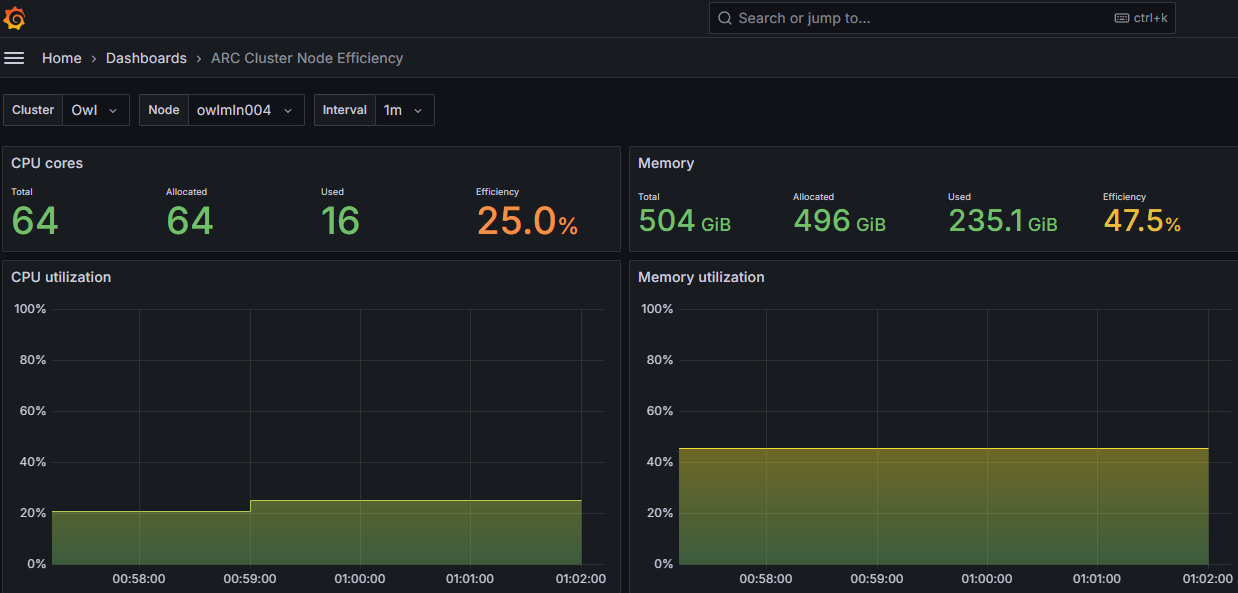 Search or jump to... ctrl+k
Home › Dashboards › ARC Cluster Node Efficiency
Cluster Owl Node owlmln004 Interval 1m
CPU cores
Total Allocated Used Efficiency
64 64 16 25.0%
Memory
Total Allocated Used Efficiency
504 GiB 496 GiB 235.1 GiB 47.5%
CPU utilization
100%
80%
60%
40%
20%
0%
00:58:00 00:59:00 01:00:00 01:01:00 01:02:00
Memory utilization
100%
80%
60%
40%
20%
0%
00:58:00 00:59:00 01:00:00 01:01:00 01:02:00